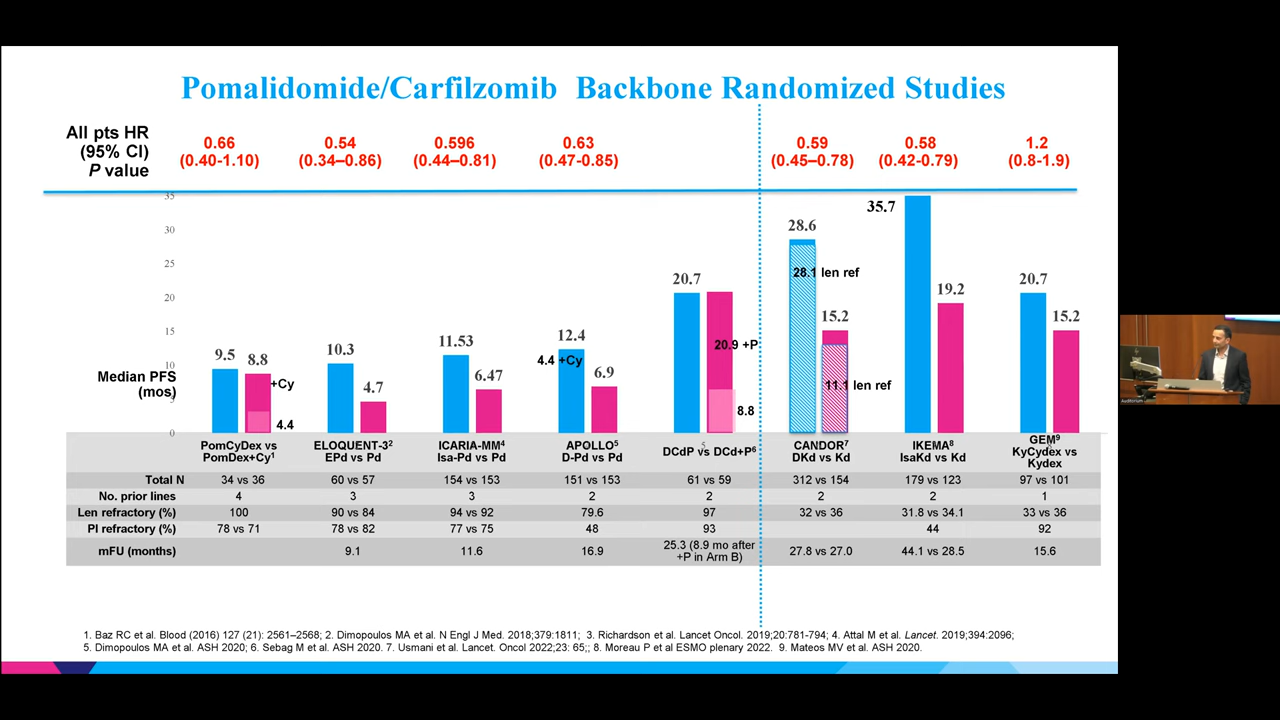 Pomalidomide/Carfilzomib Backbone Randomized Studies
All pts HR
(95% CI)
P value
0.66
(0.40-1.10)
0.54
(0.34–0.86)
0.596
(0.44–0.81)
0.63
(0.47-0.85)
0.59
(0.45–0.78)
0.58
(0.42-0.79)
1.2
(0.8-1.9)
35
30
25
20
15
10
5
0
Median PFS
(mos)
9.5
8.8
+Cy
4.4
10.3
4.7
11.53
6.47
12.4
4.4 +Cy
6.9
20.7
20.9 +P
8.8
28.6
28.1 len ref
15.2
11.1 len ref
35.7
19.2
20.7
15.2
PomCyDex vs
PomDex+Cy1
ELOQUENT-32
EPd vs Pd
ICARIA-MM4
Isa-Pd vs Pd
APOLLO5
D-Pd vs Pd
5
DCdP vs DCd+P6
CANDOR7
DKd vs Kd
IKEMA8
IsaKd vs Kd
GEM9
KyCydex vs
Kydex
Total N 34 vs 36 60 vs 57 154 vs 153 151 vs 153 61 vs 59 312 vs 154 179 vs 123 97 vs 101
No. prior lines 4 3 3 2 2 2 2 1
Len refractory (%) 100 90 vs 84 94 vs 92 79.6 97 32 vs 36 31.8 vs 34.1 33 vs 36
PI refractory (%) 78 vs 71 78 vs 82 77 vs 75 48 93 44 92
mFU (months) 9.1 11.6 16.9 25.3 (8.9 mo after
+P in Arm B) 27.8 vs 27.0 44.1 vs 28.5 15.6
1. Baz RC et al. Blood (2016) 127 (21): 2561–2568; 2. Dimopoulos MA et al. N Engl J Med. 2018;379:1811; 3. Richardson et al. Lancet Oncol. 2019;20:781-794; 4. Attal M et al. Lancet. 2019;394:2096;
5. Dimopoulos MA et al. ASH 2020; 6. Sebag M et al. ASH 2020. 7. Usmani et al. Lancet. Oncol 2022;23: 65;; 8. Moreau P et al ESMO plenary 2022. 9. Mateos MV et al. ASH 2020.
Auditorium